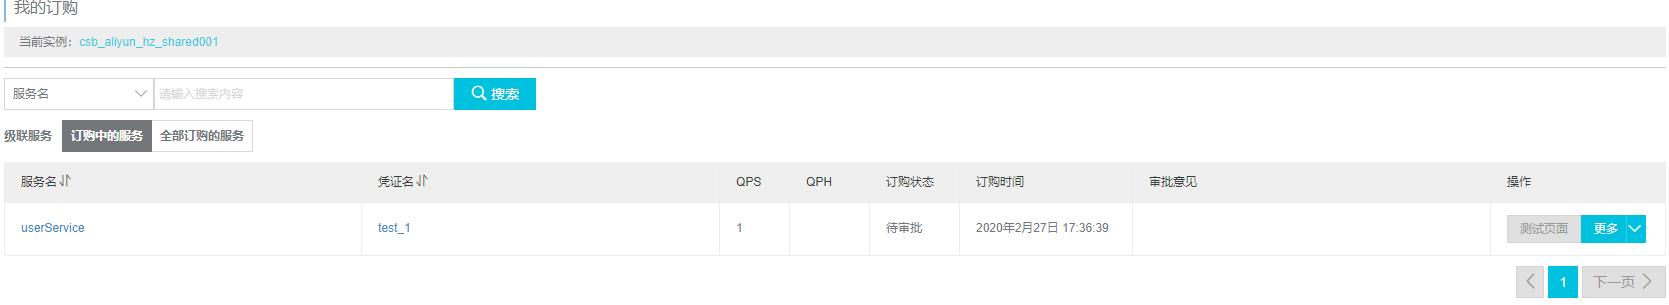 我的订购
当前实例：csb_aliyun_hz_shared001
服务名 请输入搜索内容 搜索
级联服务 订购中的服务 全部订购的服务
服务名 凭证名 QPS QPH 订购状态 订购时间 审批意见 操作
userService test_1 1 待审批 2020年2月27日 17:36:39 测试页面 更多
1 下一页